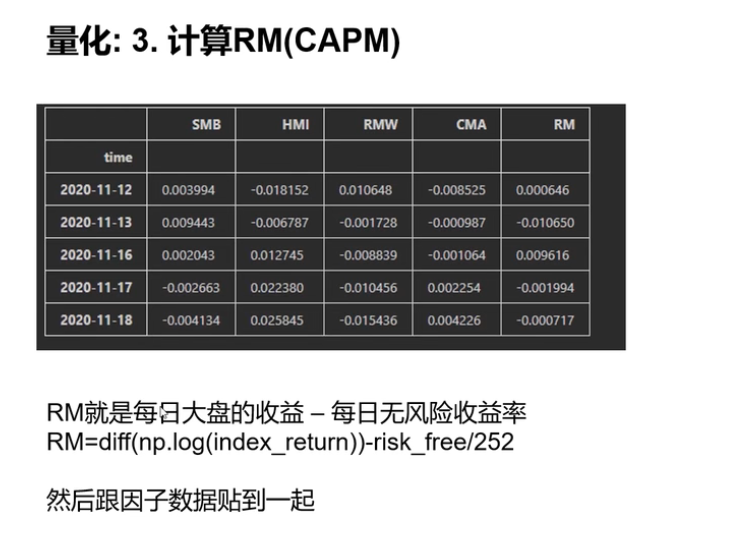 量化: 3. 计算RM(CAPM)
SMB HMI RMW CMA RM
time
2020-11-12 0.003994 -0.018152 0.010648 -0.008525 0.000646
2020-11-13 0.009443 -0.006787 -0.001728 -0.000987 -0.010650
2020-11-16 0.002043 0.012745 -0.008839 -0.001064 0.009616
2020-11-17 -0.002663 0.022380 -0.010456 0.002254 -0.001994
2020-11-18 -0.004134 0.025845 -0.015436 0.004226 -0.000717
RM就是每日大盘的收益 – 每日无风险收益率
RM=diff(np.log(index_return))-risk_free/252
然后跟因子数据贴到一起